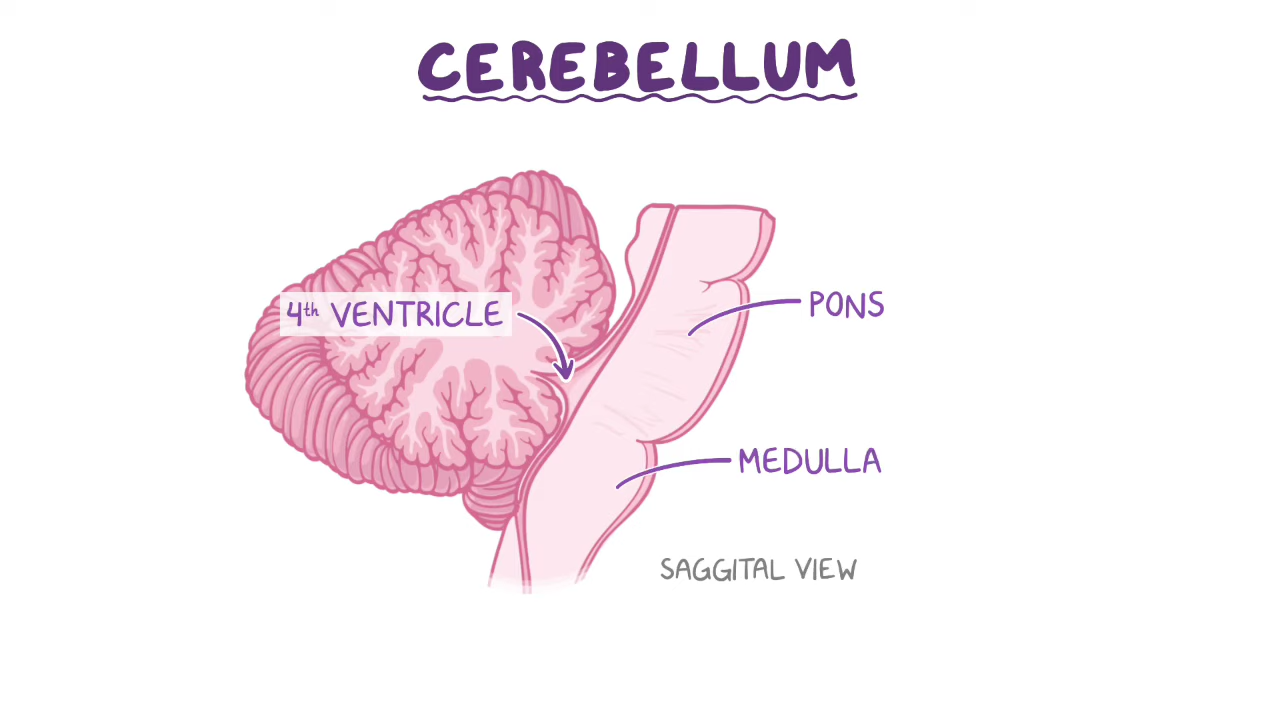 CEREBELLUM
4th VENTRICLE
PONS
MEDULLA
SAGGITAL VIEW